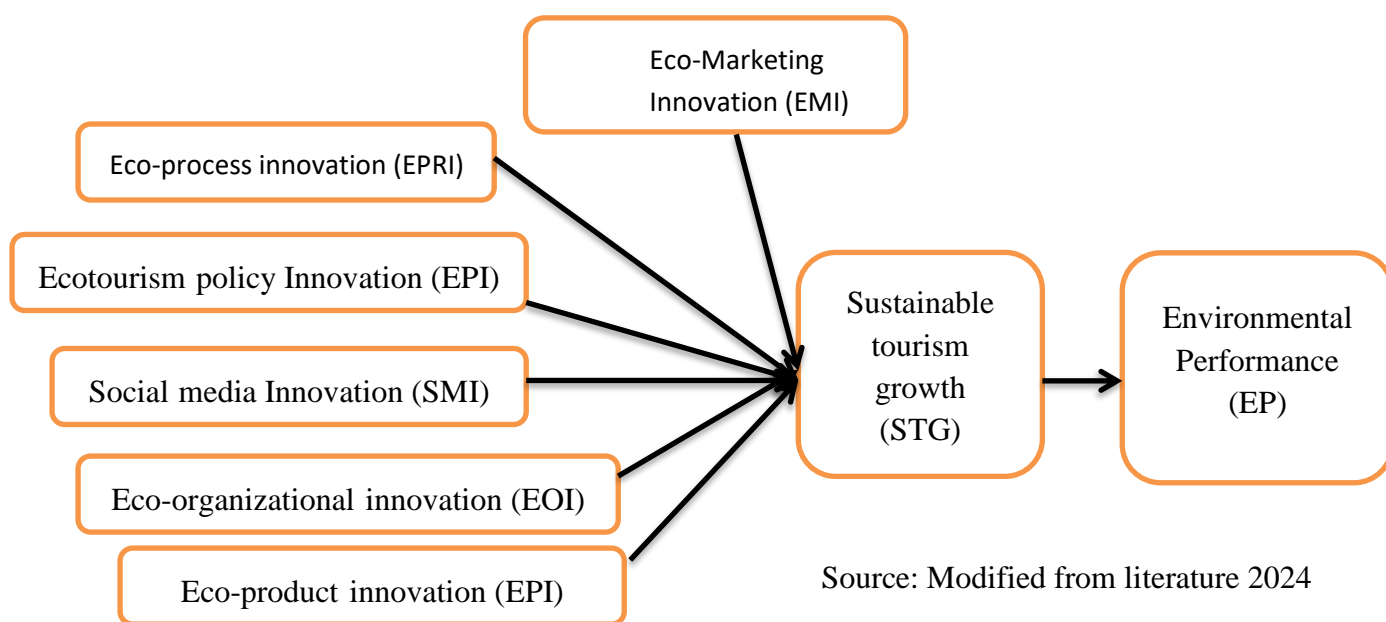 Eco-Marketing
Innovation (EMI)
Eco-process innovation (EPRI)
Ecotourism policy Innovation (EPI)
Social media Innovation (SMI)
Eco-organizational innovation (EOI)
Eco-product innovation (EPI)
Sustainable
tourism
growth
(STG)
Environmental
Performance
(EP)
Source: Modified from literature 2024